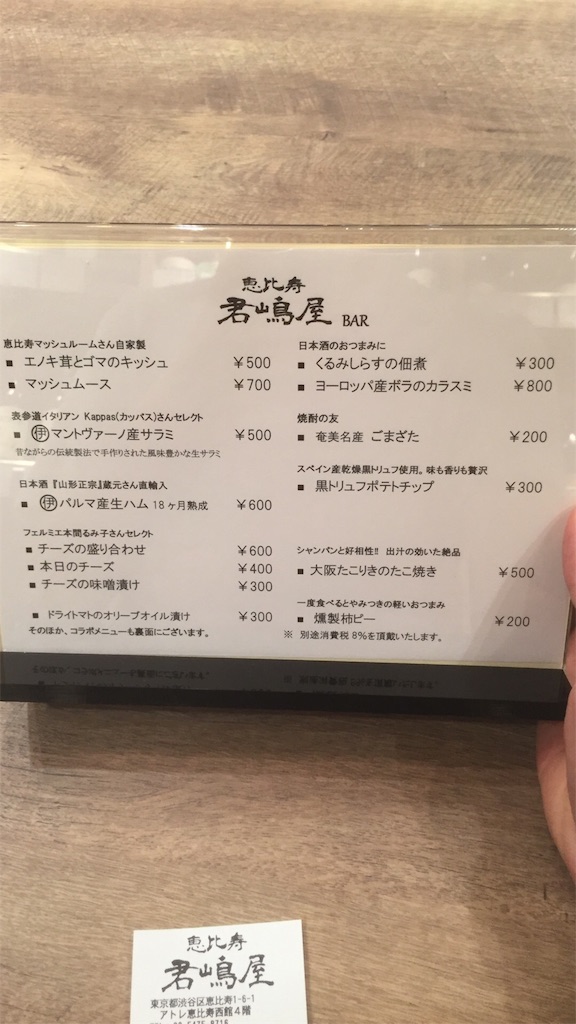 恵比寿
君嶋屋 BAR
恵比寿マッシュルームさん自家製
■ エノキ茸とゴマのキッシュ ¥500
■ マッシュムース ¥700
表参道イタリアン Kappas(カッパス)さんセレクト
■ 伊 マントヴァーノ産サラミ ¥500
昔ながらの伝統製法で手作りされた風味豊かな生サラミ
日本酒『山形正宗』蔵元さん直輸入
■ 伊 パルマ産生ハム 18ヶ月熟成 ¥600
フェルミエ本間るみ子さんセレクト
■ チーズの盛り合わせ ¥600
■ 本日のチーズ ¥400
■ チーズの味噌漬け ¥300
■ ドライトマトのオリーブオイル漬け ¥300
そのほか、コラボメニューも裏面にございます。
日本酒のおつまみに
■ くるみしらすの佃煮 ¥300
■ ヨーロッパ産ボラのカラスミ ¥800
焼酎の友
■ 奄美名産 ごまざた ¥200
スペイン産乾燥黒トリュフ使用。味も香りも贅沢
■ 黒トリュフポテトチップ ¥300
シャンパンと好相性!! 出汁の効いた絶品
■ 大阪たこりきのたこ焼き ¥500
一度食べるとやみつきの軽いおつまみ
■ 燻製柿ピー ¥200
※ 別途消費税8%を頂戴いたします。
恵比寿
君嶋屋
東京都渋谷区恵比寿1-6-1
アトレ恵比寿西館4階